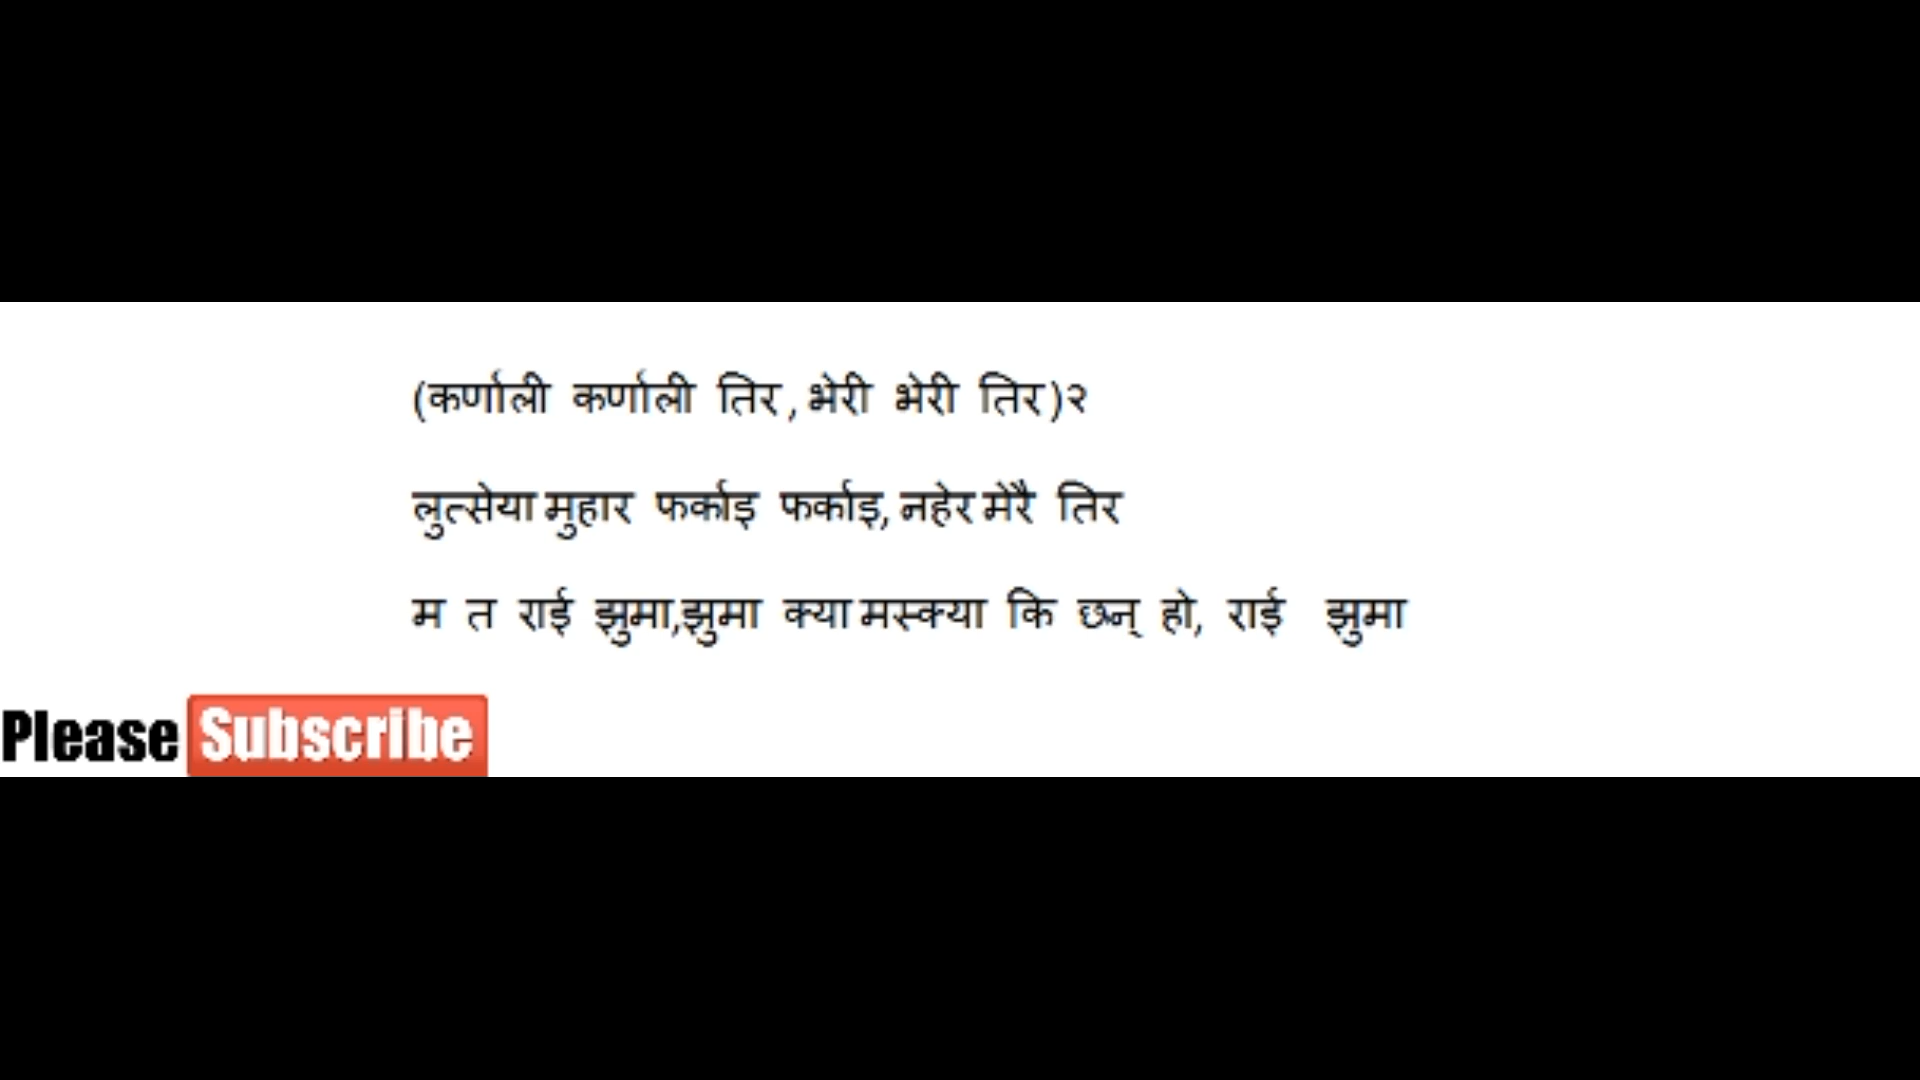 (कर्णाली कर्णाली तिर, भेरी भेरी तिर)२
लुत्सेया मुहार फर्काइ फर्काइ, नहेर मेरै तिर
म त राई झुमा,झुमा क्या मस्क्या कि छन् हो, राई झुमा
Please Subscribe